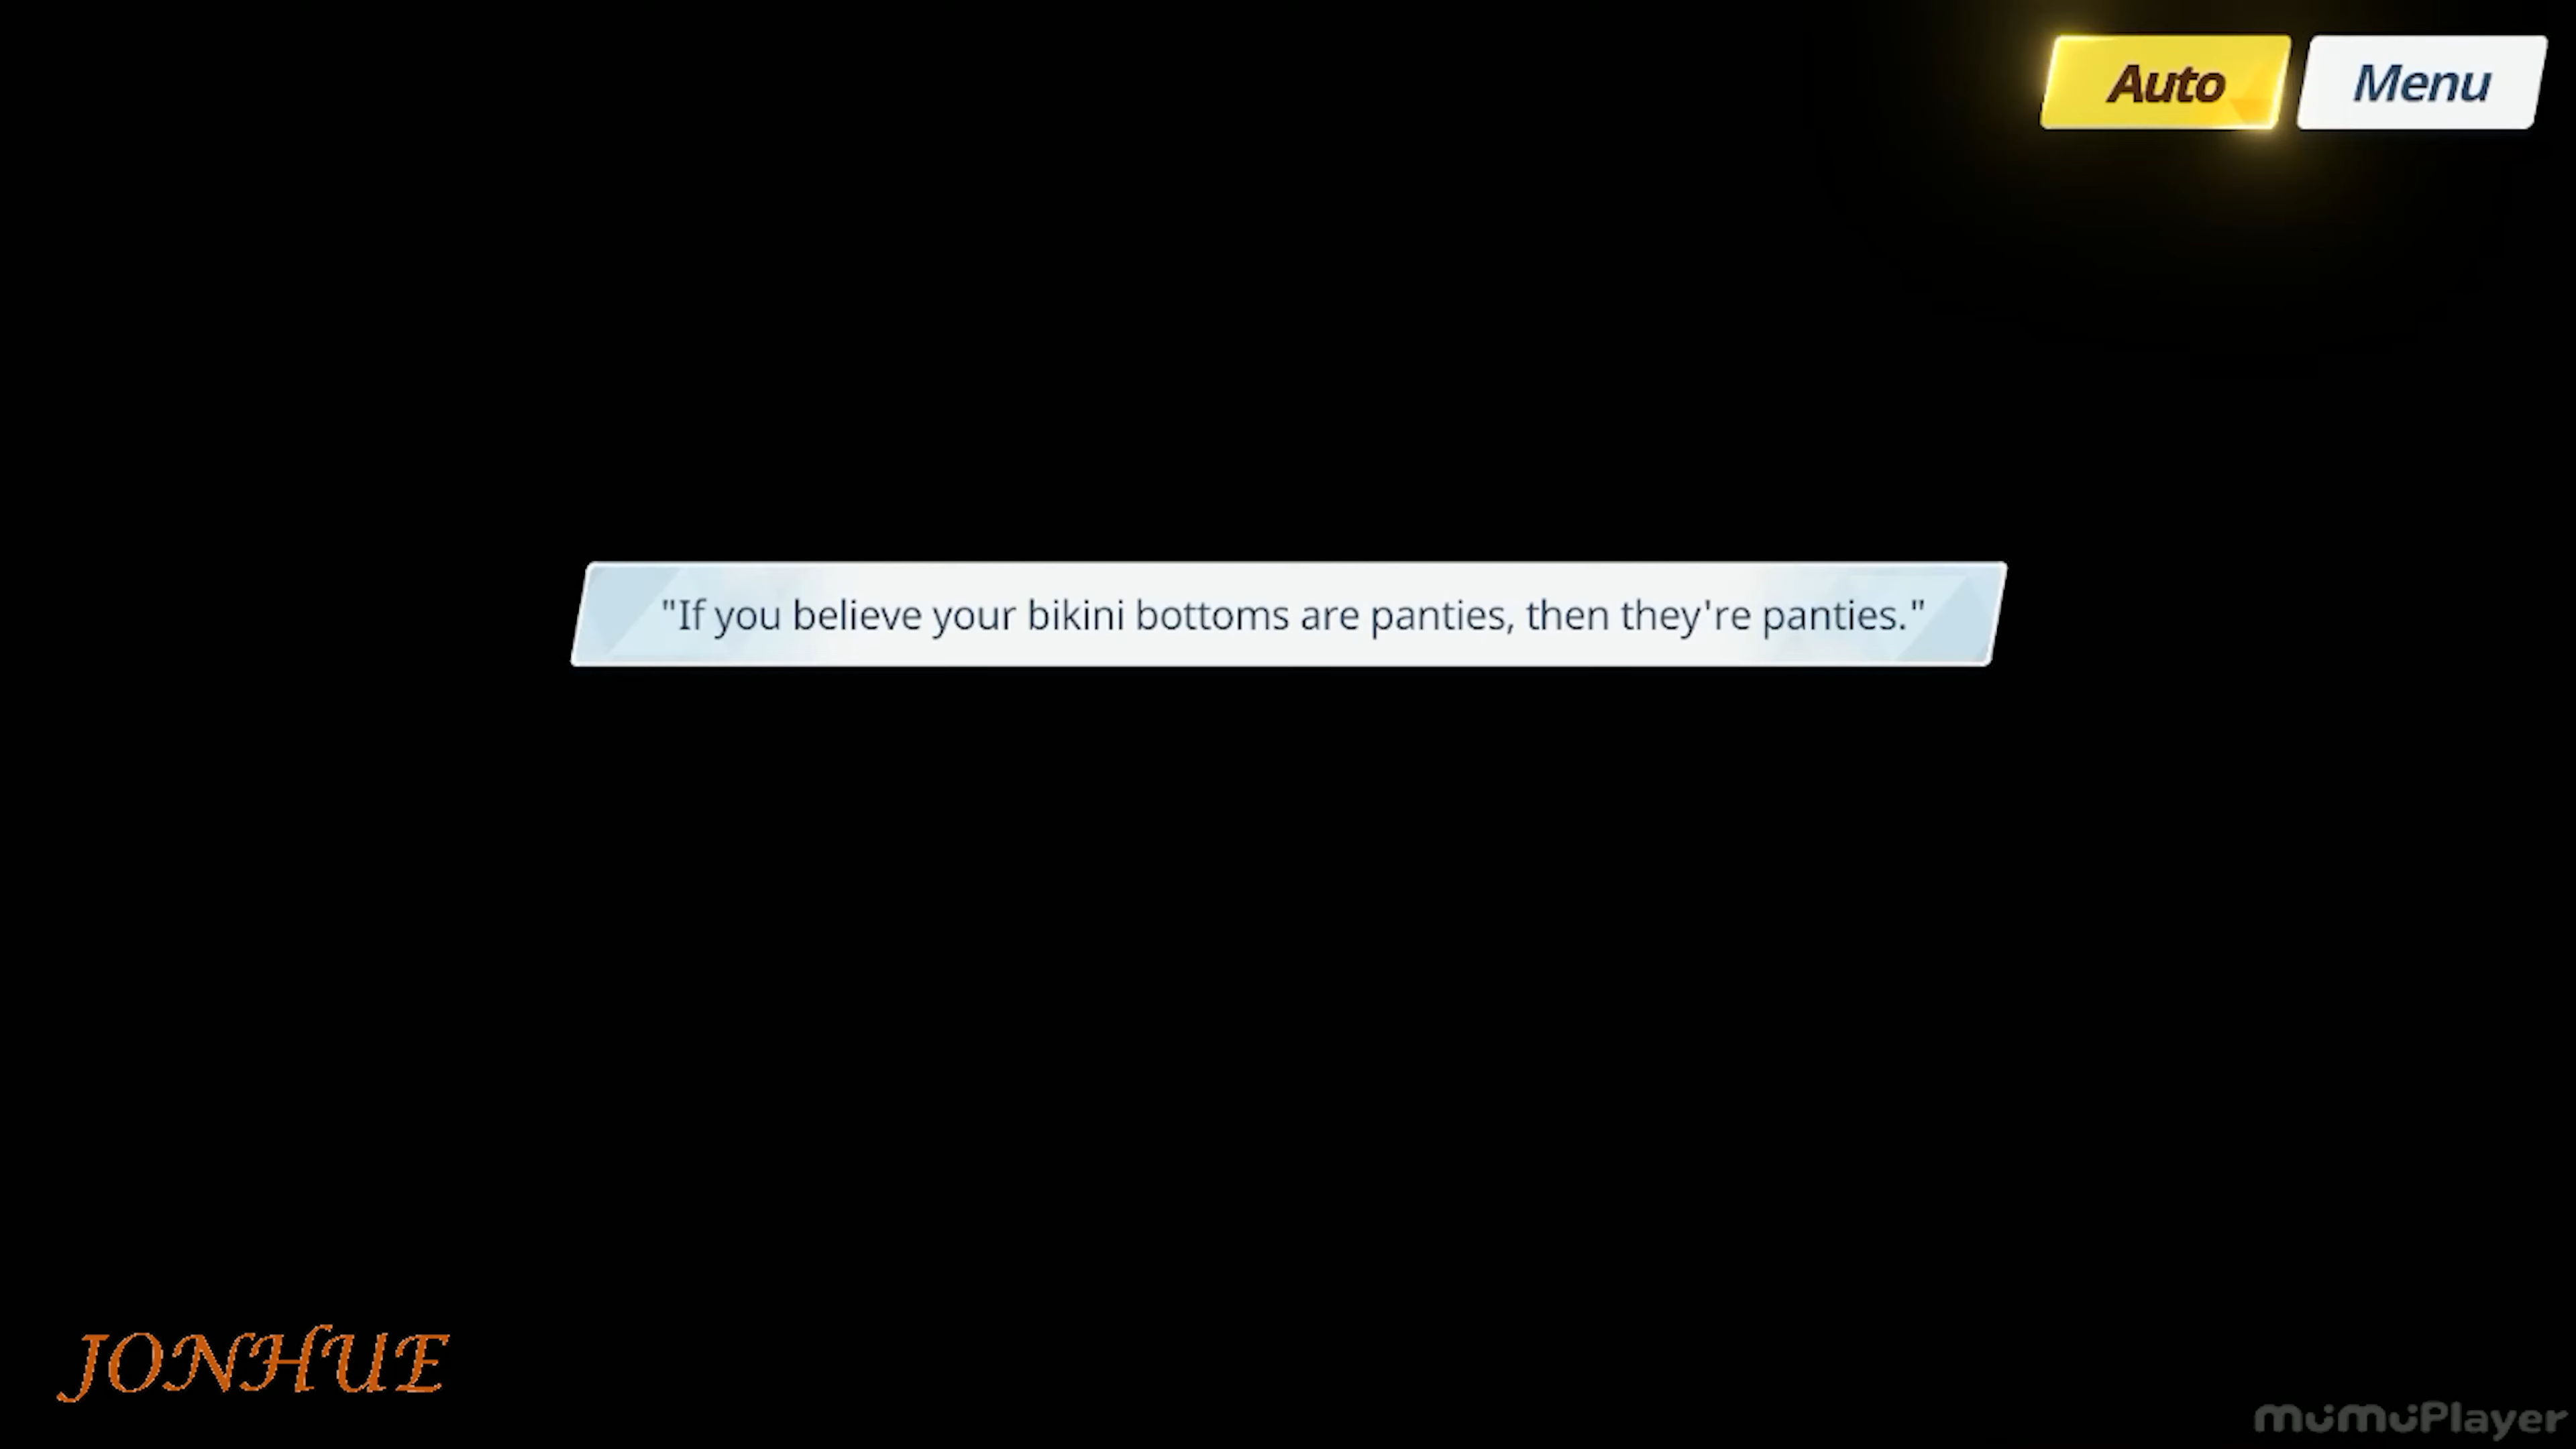 Auto
Menu
"If you believe your bikini bottoms are panties, then they're panties."
JONHUE
mumuPlayer